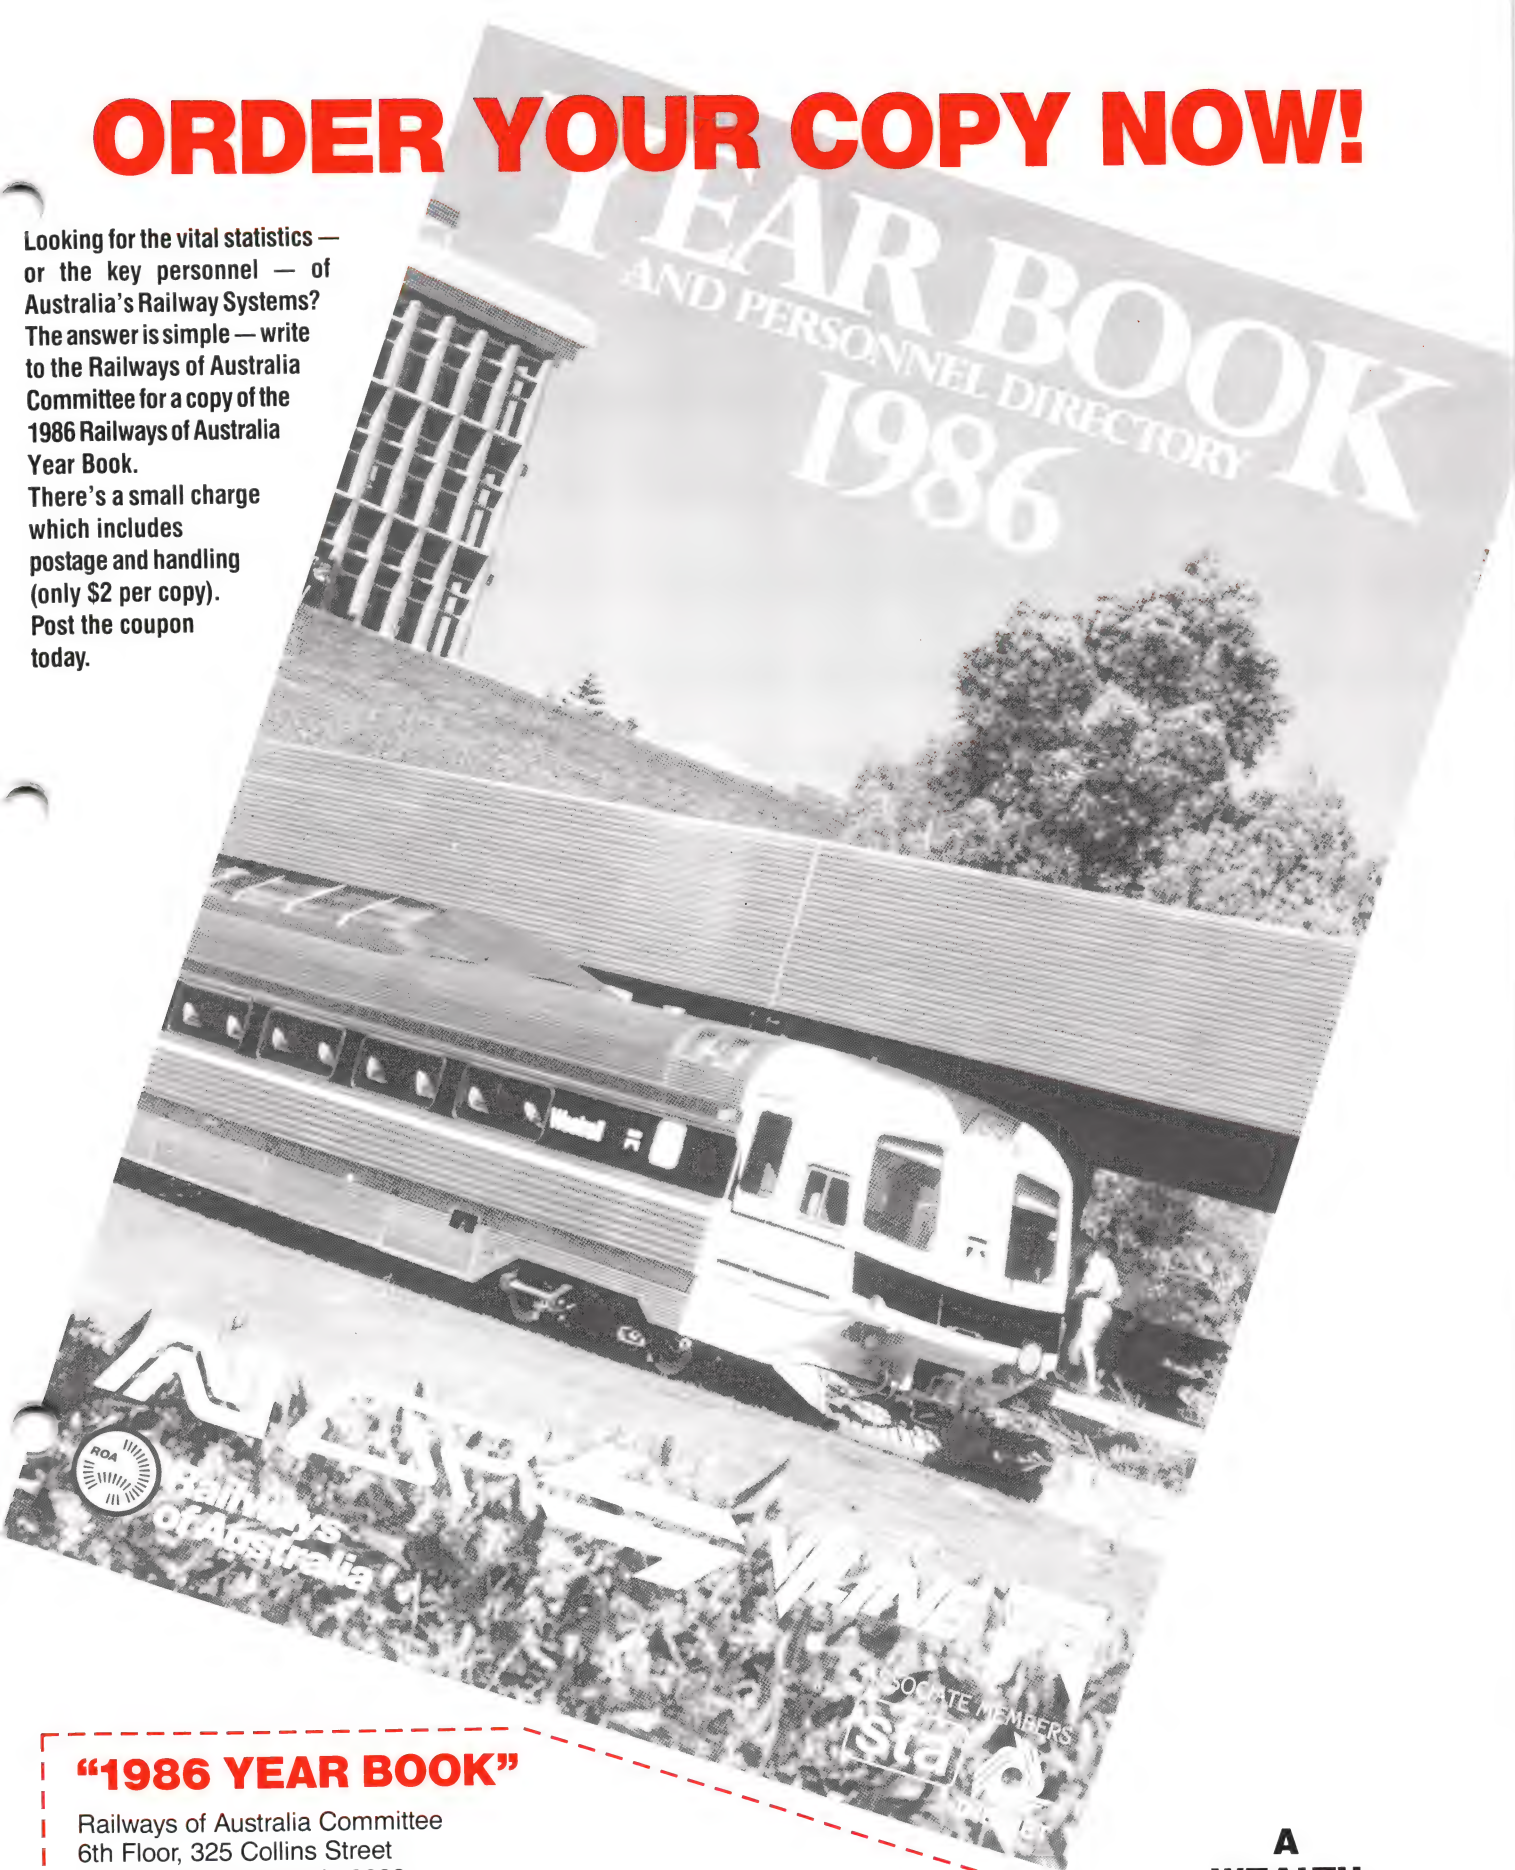 ORDER YOUR COPY NOW!
Looking for the vital statistics —
or the key personnel — of
Australia's Railway Systems?
The answer is simple — write
to the Railways of Australia
Committee for a copy of the
1986 Railways of Australia
Year Book.
There's a small charge
which includes
postage and handling
(only $2 per copy).
Post the coupon
today.
YEAR BOOK
AND PERSONNEL DIRECTORY
1986
ROA
Railways
of Australia
V/LINE
ASSOCIATE MEMBERS
sta
"1986 YEAR BOOK"
Railways of Australia Committee
6th Floor, 325 Collins Street
A